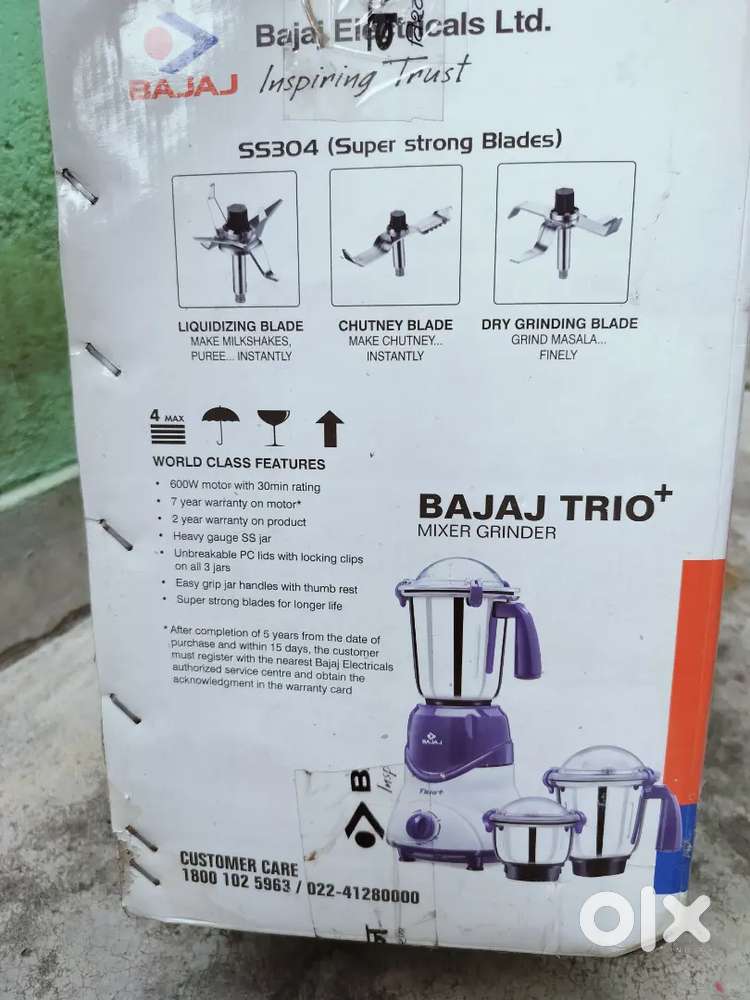 BAJAJ
Bajaj Electricals Ltd.
Inspiring Trust
SS304 (Super strong Blades)
LIQUIDIZING BLADE
MAKE MILKSHAKES,
PUREE... INSTANTLY
CHUTNEY BLADE
MAKE CHUTNEY...
INSTANTLY
DRY GRINDING BLADE
GRIND MASALA...
FINELY
4 MAX
WORLD CLASS FEATURES
• 600W motor with 30min rating
• 7 year warranty on motor*
• 2 year warranty on product
• Heavy gauge SS jar
• Unbreakable PC lids with locking clips
on all 3 jars
• Easy grip jar handles with thumb rest
• Super strong blades for longer life
* After completion of 5 years from the date of
purchase and within 15 days, the customer
must register with the nearest Bajaj Electricals
authorized service centre and obtain the
acknowledgment in the warranty card
BAJAJ TRIO+
MIXER GRINDER
BAJAJ
TRIO+
B
Insp
CUSTOMER CARE
1800 102 5963 / 022-41280000
olx